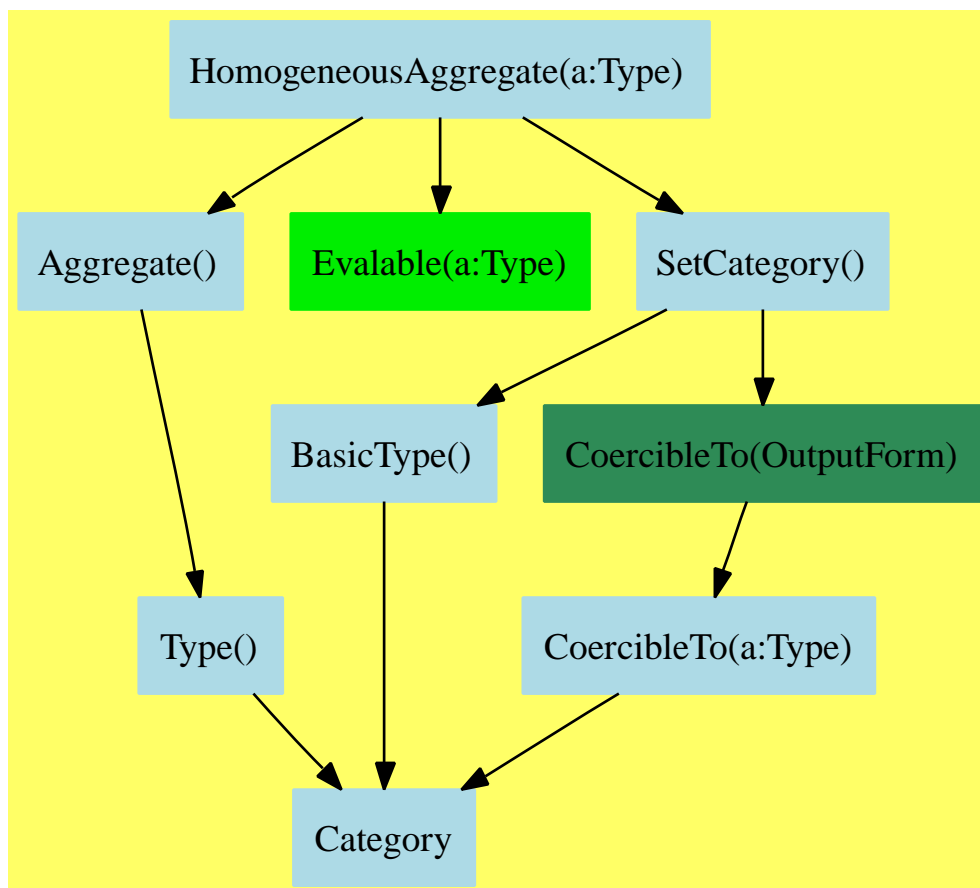 HomogeneousAggregate(a:Type)
Aggregate()
Evalable(a:Type)
SetCategory()
BasicType()
CoercibleTo(OutputForm)
Type()
CoercibleTo(a:Type)
Category